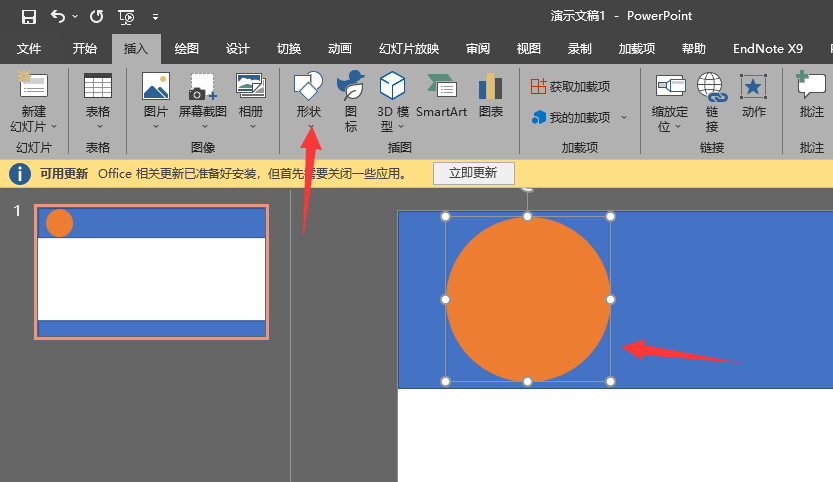 演示文稿1 - PowerPoint
文件 开始 插入 绘图 设计 切换 动画 幻灯片放映 审阅 视图 录制 加载项 帮助 EndNote X9
新建
幻灯片
表格
图片
屏幕截图
相册
形状
图
标
3D 模
型
SmartArt
图表
获取加载项
我的加载项
缩放定
位
链
接
动作
批注
幻灯片 表格 图像 插图 加载项 链接 批注
可用更新 Office 相关更新已准备好安装，但首先需要关闭一些应用。 立即更新
1